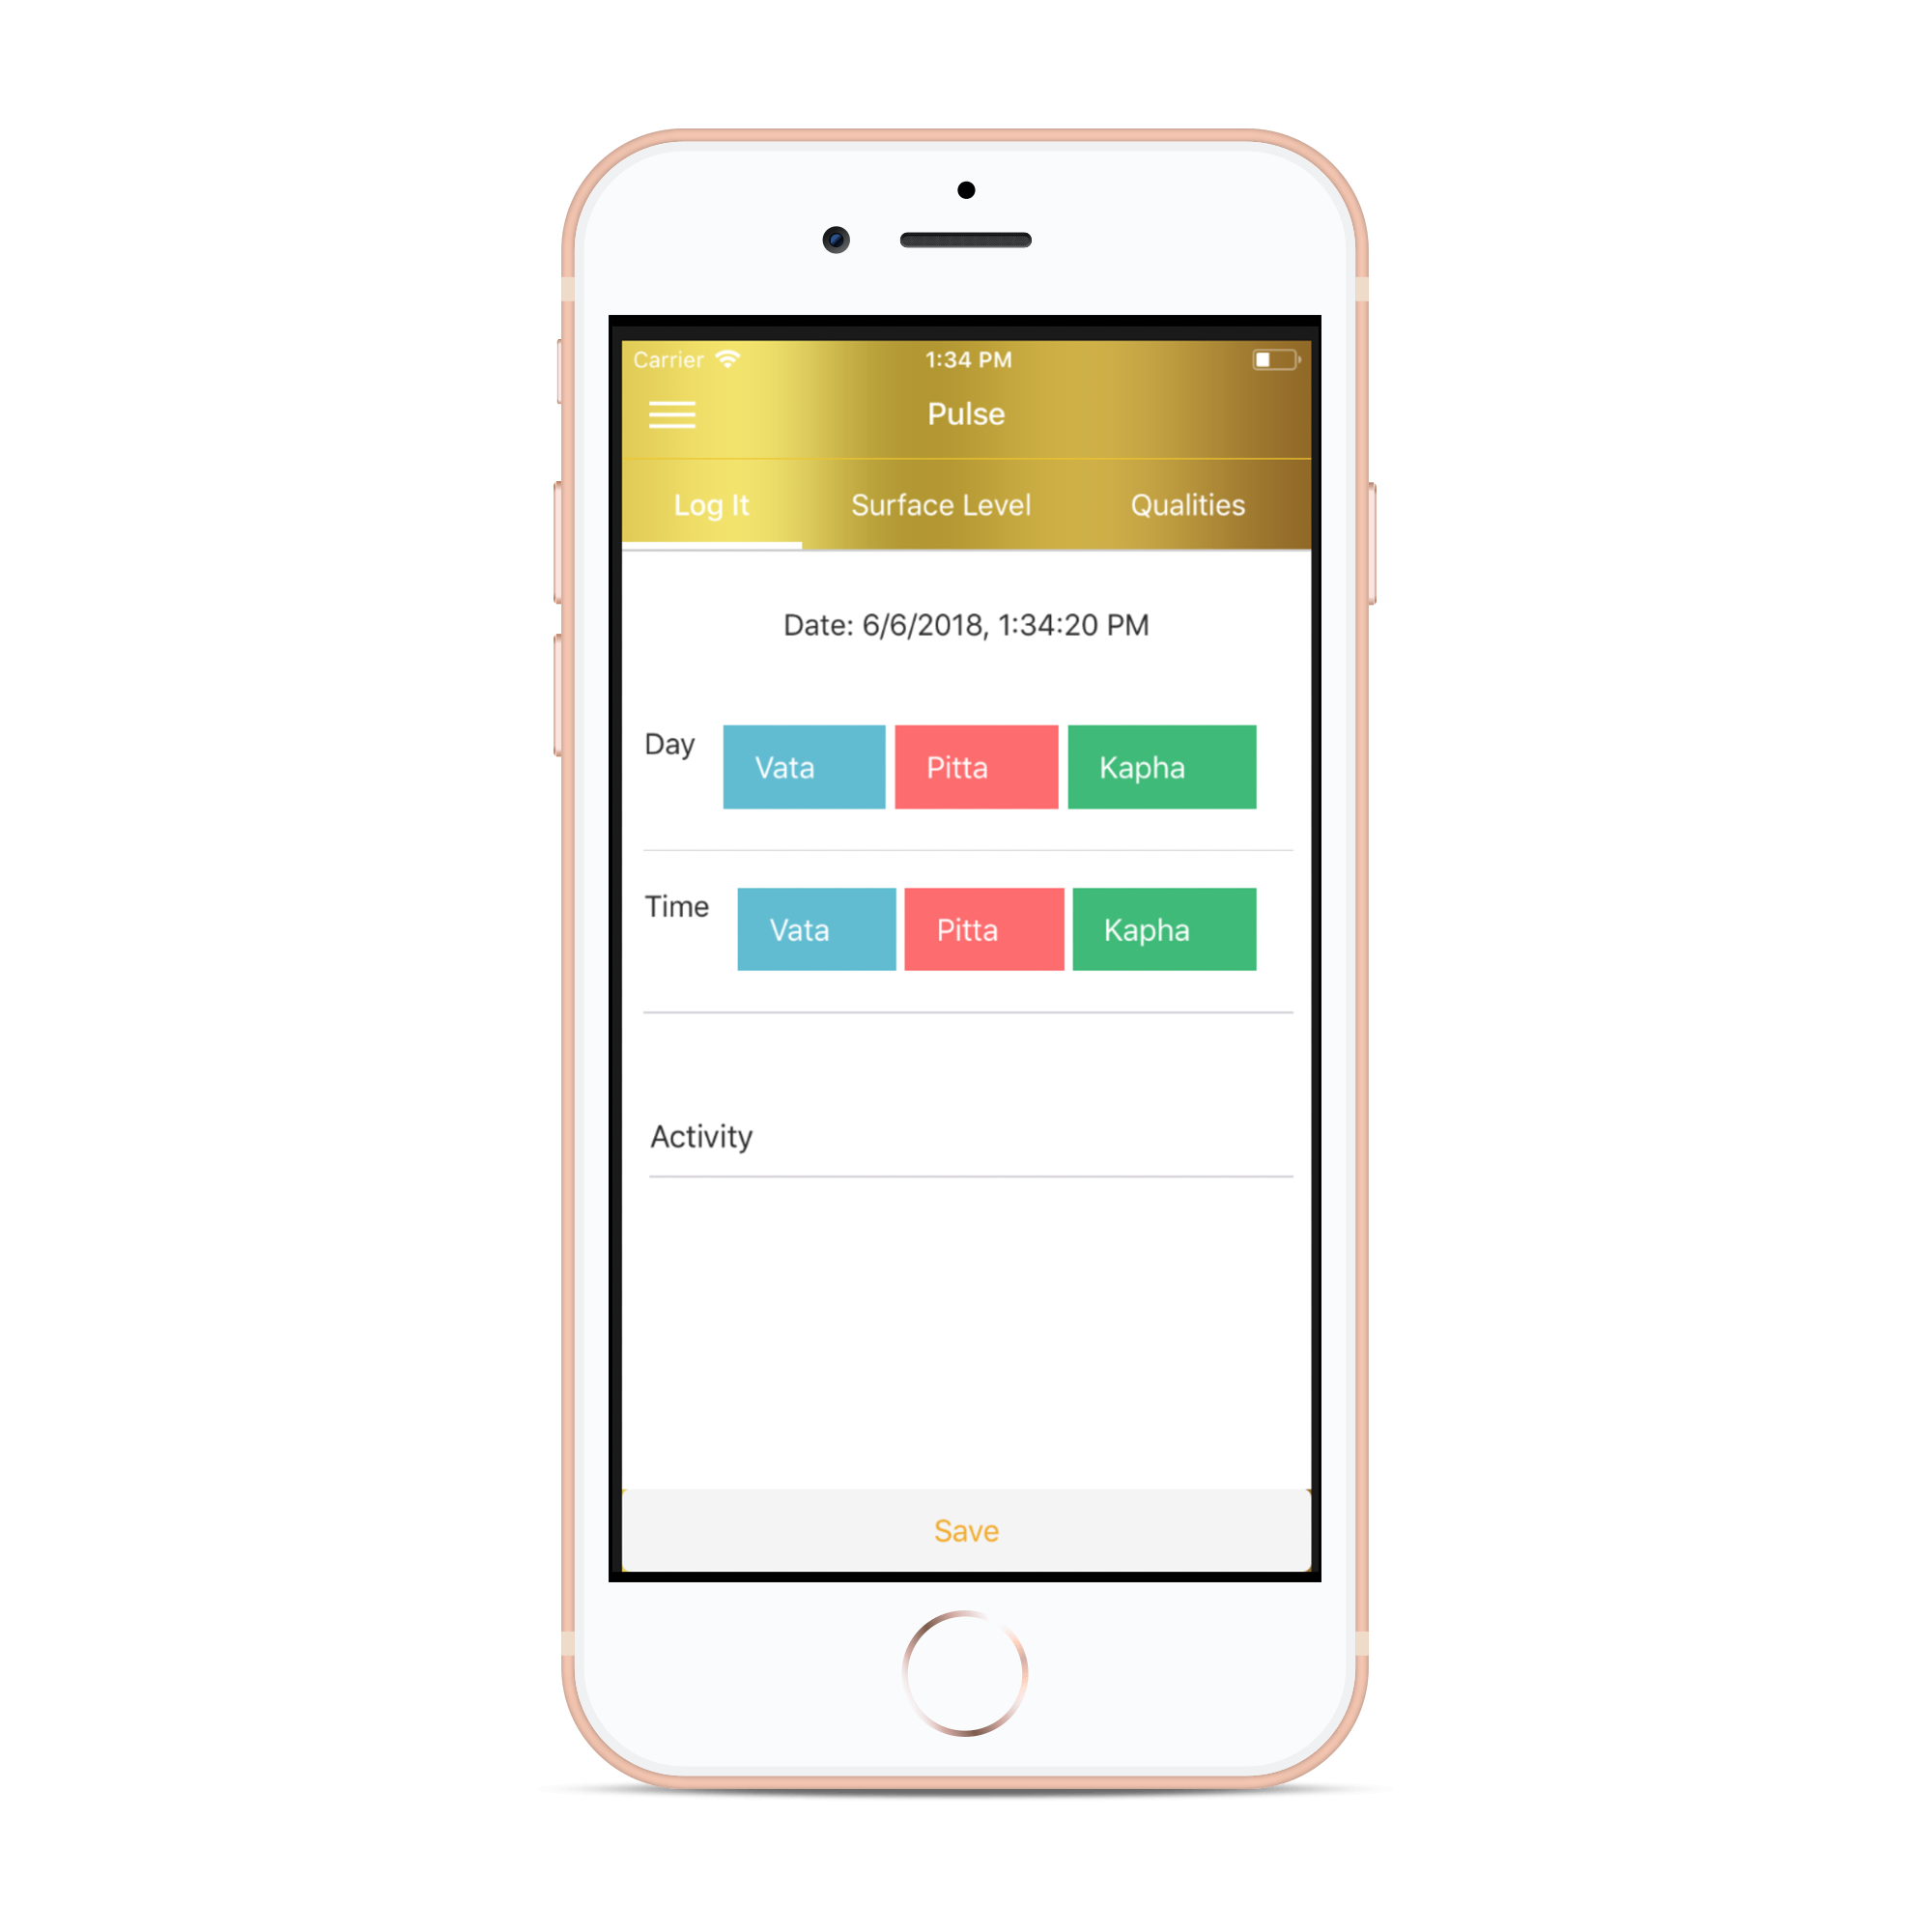 Carrier 1:34 PM
Pulse
Log It Surface Level Qualities
Date: 6/6/2018, 1:34:20 PM
Day Vata Pitta Kapha
Time Vata Pitta Kapha
Activity
Save